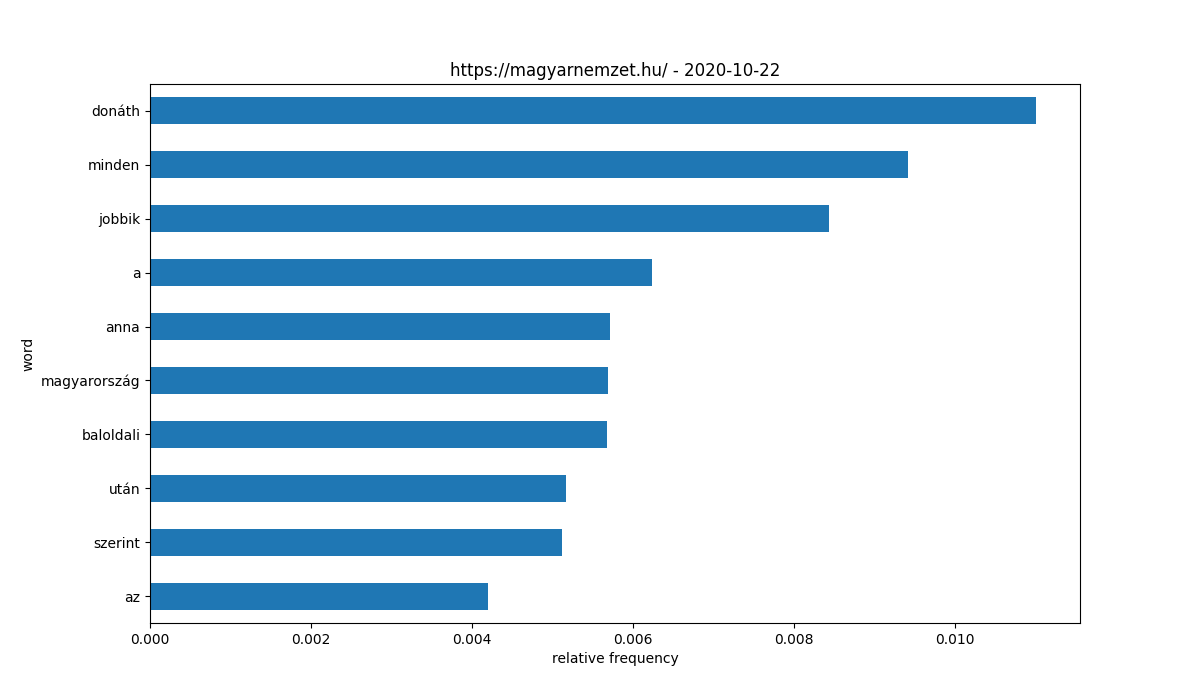 https://magyarnemzet.hu/ - 2020-10-22
donáth
minden
jobbik
a
anna
magyarország
baloldali
után
szerint
az
word
0.000 0.002 0.004 0.006 0.008 0.010
relative frequency